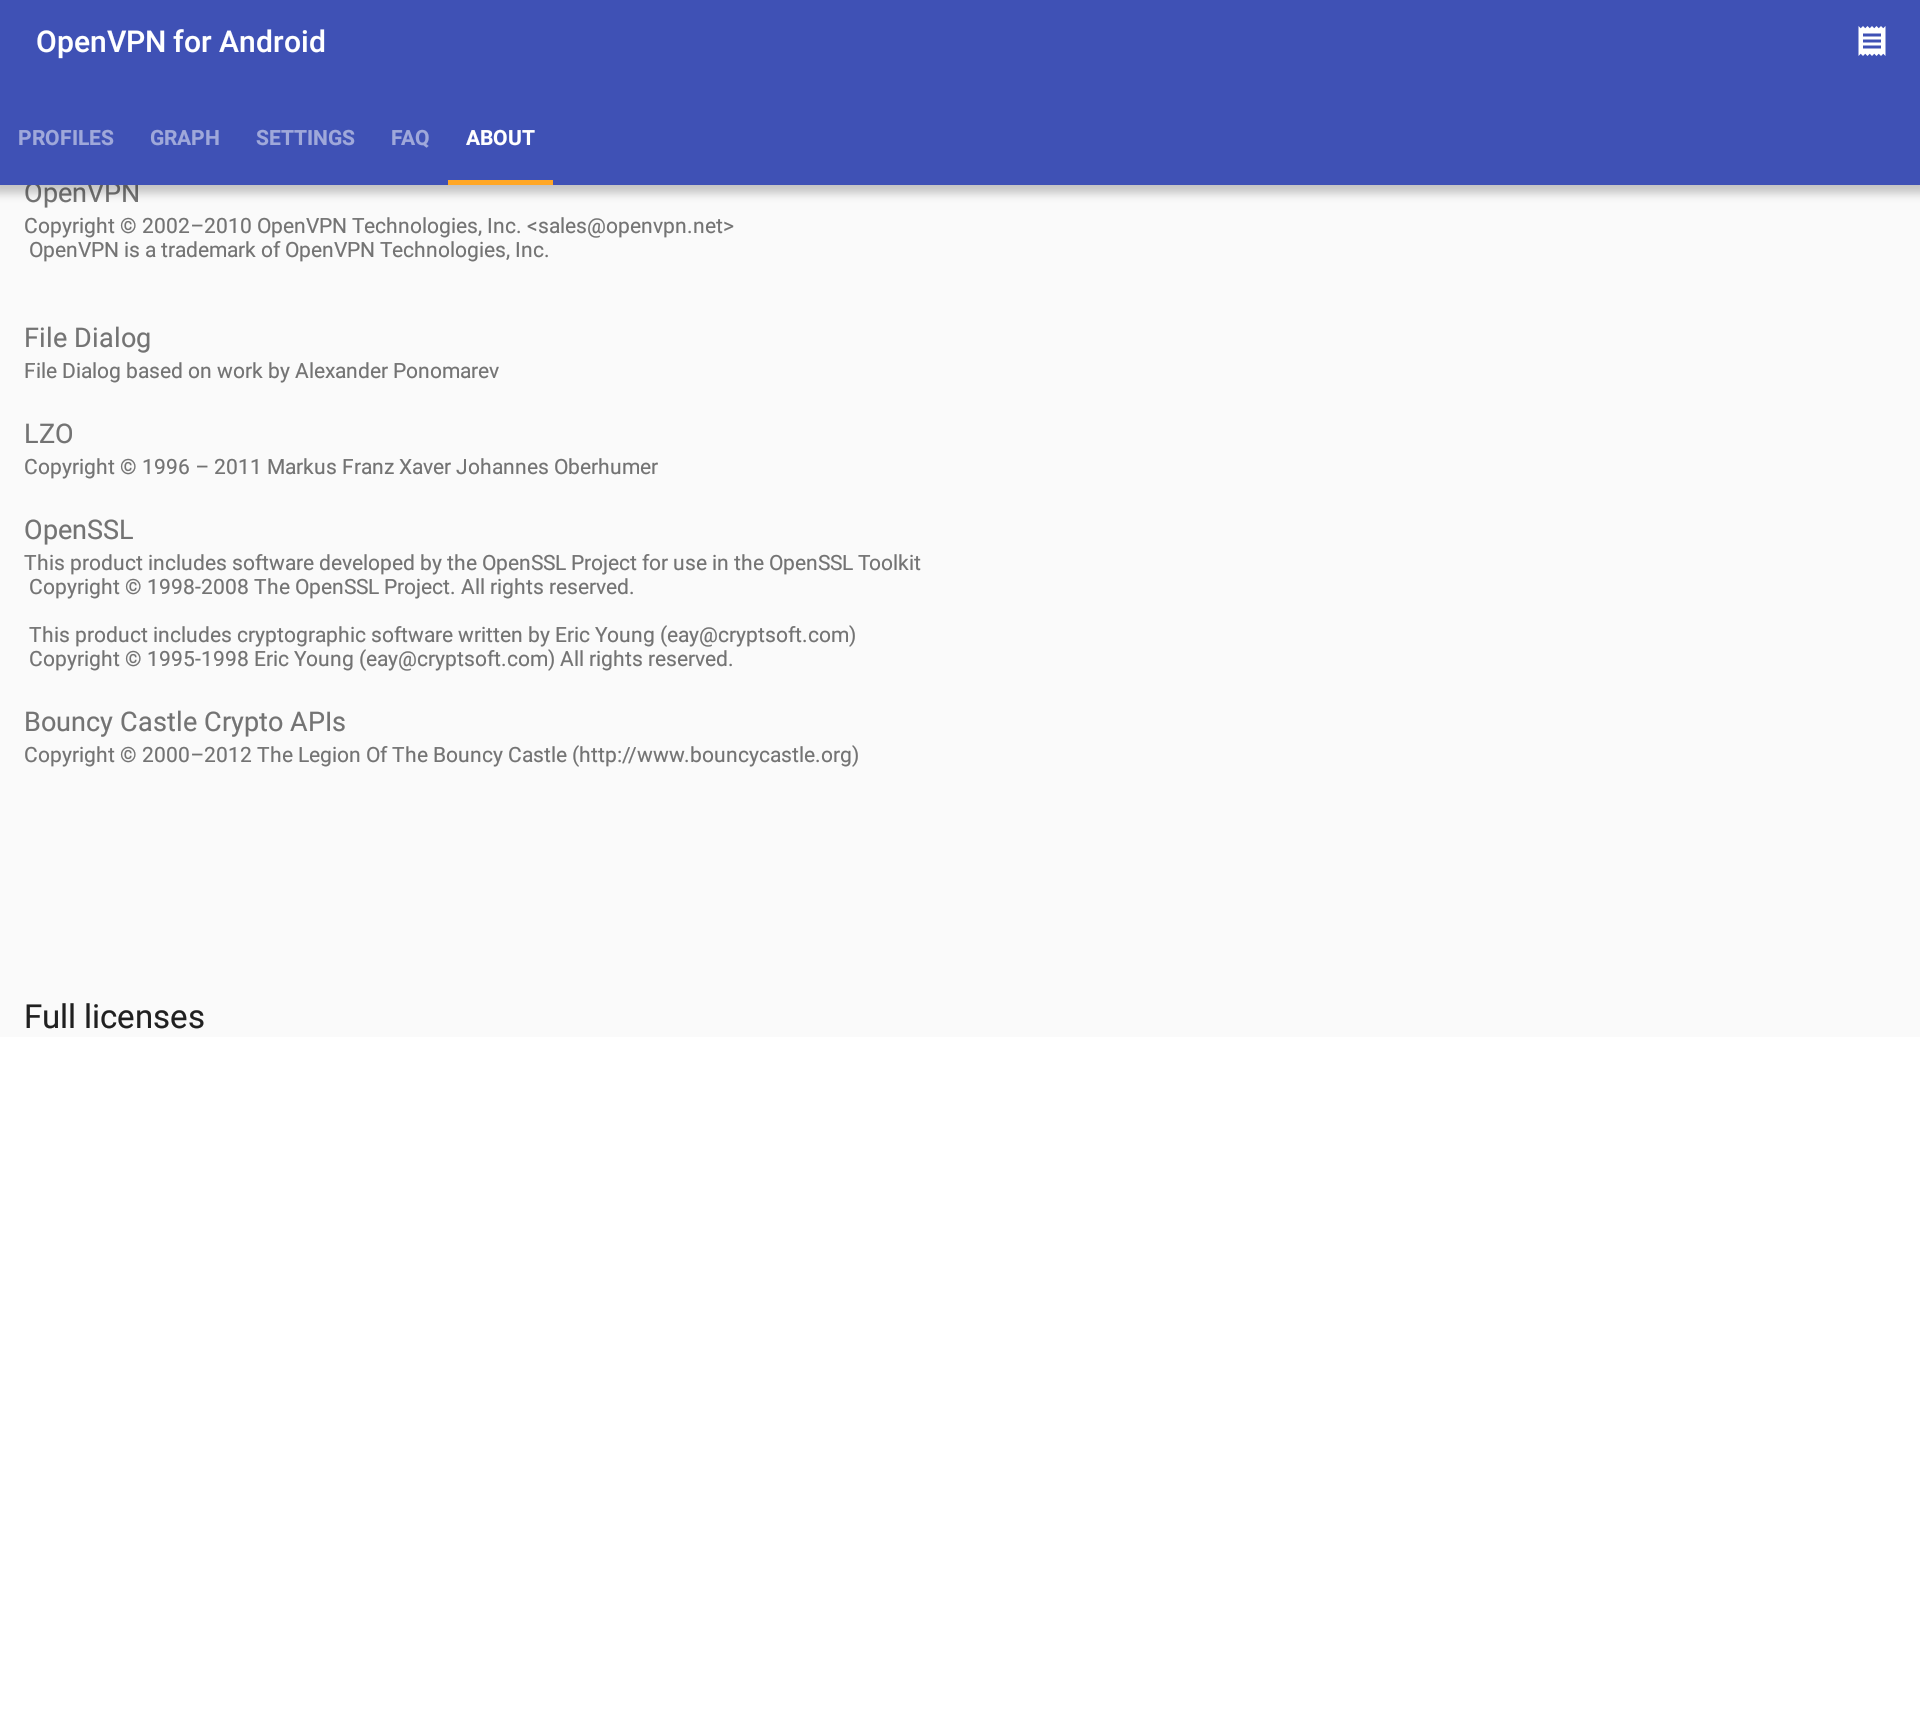 OpenVPN for Android
PROFILES GRAPH SETTINGS FAQ ABOUT
OpenVPN
Copyright © 2002–2010 OpenVPN Technologies, Inc. <sales@openvpn.net>
OpenVPN is a trademark of OpenVPN Technologies, Inc.
File Dialog
File Dialog based on work by Alexander Ponomarev
LZO
Copyright © 1996 – 2011 Markus Franz Xaver Johannes Oberhumer
OpenSSL
This product includes software developed by the OpenSSL Project for use in the OpenSSL Toolkit
Copyright © 1998-2008 The OpenSSL Project. All rights reserved.
This product includes cryptographic software written by Eric Young (eay@cryptsoft.com)
Copyright © 1995-1998 Eric Young (eay@cryptsoft.com) All rights reserved.
Bouncy Castle Crypto APIs
Copyright © 2000–2012 The Legion Of The Bouncy Castle (http://www.bouncycastle.org)
Full licenses